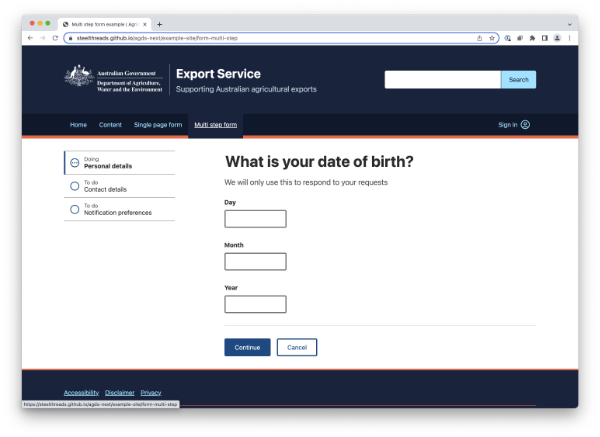 Multi step form example | Agri
steelthreads.github.io/agds-next/example-site/form-multi-step
Australian Government
Department of Agriculture,
Water and the Environment
Export Service
Supporting Australian agricultural exports
Search
Home
Content
Single page form
Multi step form
Sign in
Doing
Personal details
To do
Contact details
To do
Notification preferences
What is your date of birth?
We will only use this to respond to your requests
Day
Month
Year
Continue
Cancel
Accessibility
Disclaimer
Privacy
https://steelthreads.github.io/agds-next/example-site/form-multi-step